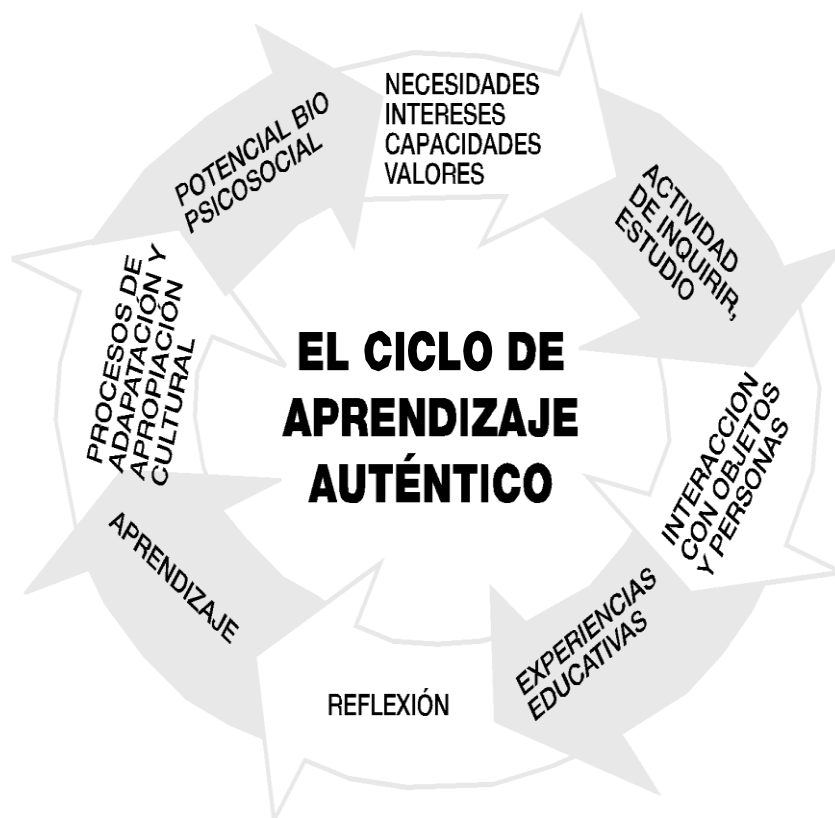 NECESIDADES
INTERESES
CAPACIDADES
VALORES
ACTIVIDAD
DE INQUIRIR,
ESTUDIO
INTERACCION
CON OBJETOS
Y PERSONAS
EXPERIENCIAS
EDUCATIVAS
REFLEXIÓN
APRENDIZAJE
PROCESOS DE
ADAPATACIÓN Y
APROPIACIÓN
CULTURAL
POTENCIAL BIO
PSICOSOCIAL
EL CICLO DE
APRENDIZAJE
AUTÉNTICO